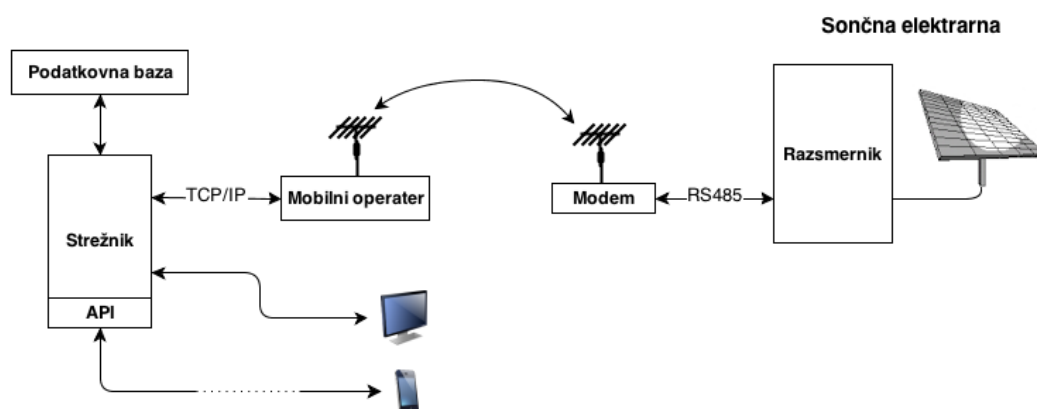 Sončna elektrarna
Podatkovna baza
Razsmernik
TCP/IP
Mobilni operater
Modem
RS485
Strežnik
API